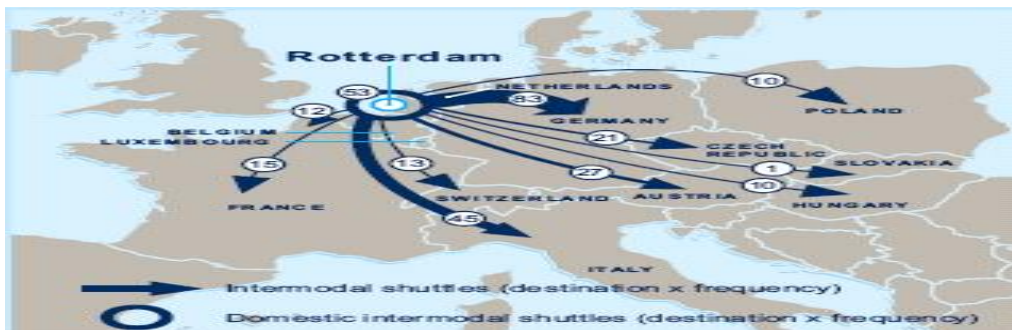 Rotterdam
53
NETHERLANDS
83
10
POLAND
12
GERMANY
BELGIUM
LUXEMBOURG
21
CZECH
REPUBLIC
15
13
1
SLOVAKIA
27
10
FRANCE
SWITZERLAND
AUSTRIA
HUNGARY
45
ITALY
Intermodal shuttles (destination x frequency)
Domestic intermodal shuttles (destination x frequency)